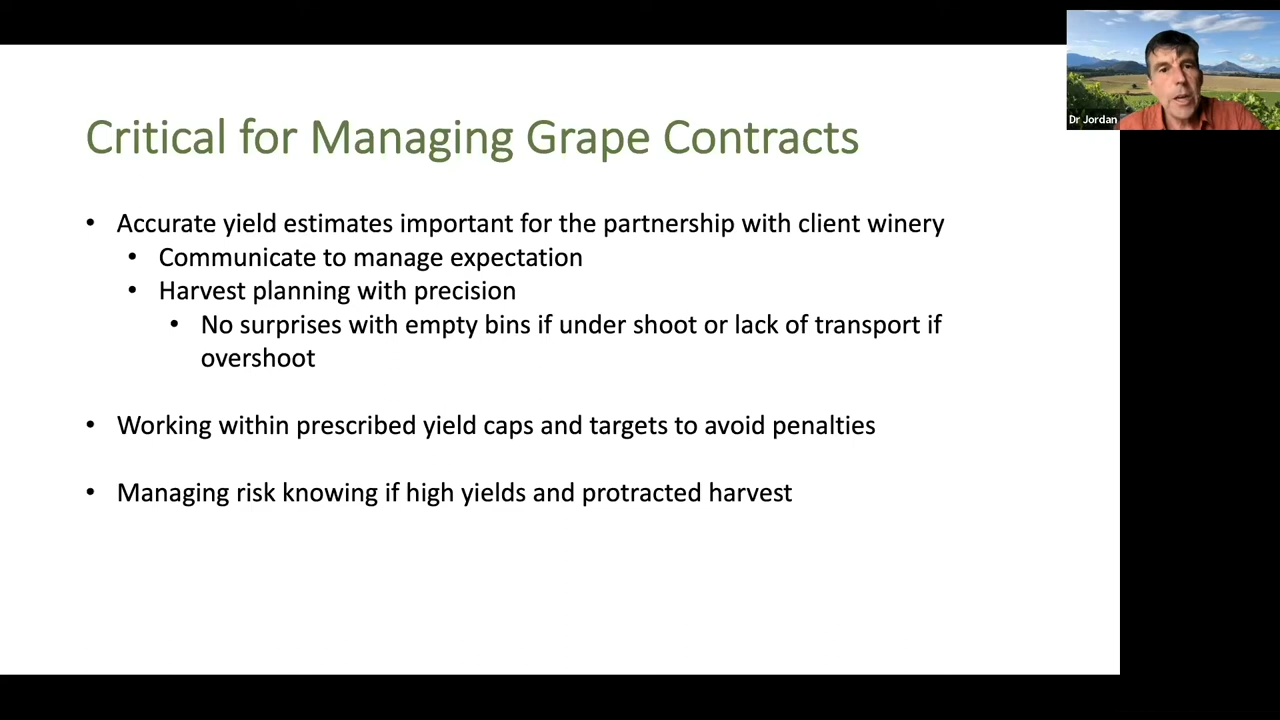 Critical for Managing Grape Contracts
• Accurate yield estimates important for the partnership with client winery
• Communicate to manage expectation
• Harvest planning with precision
• No surprises with empty bins if under shoot or lack of transport if
overshoot
• Working within prescribed yield caps and targets to avoid penalties
• Managing risk knowing if high yields and protracted harvest
Dr Jordan